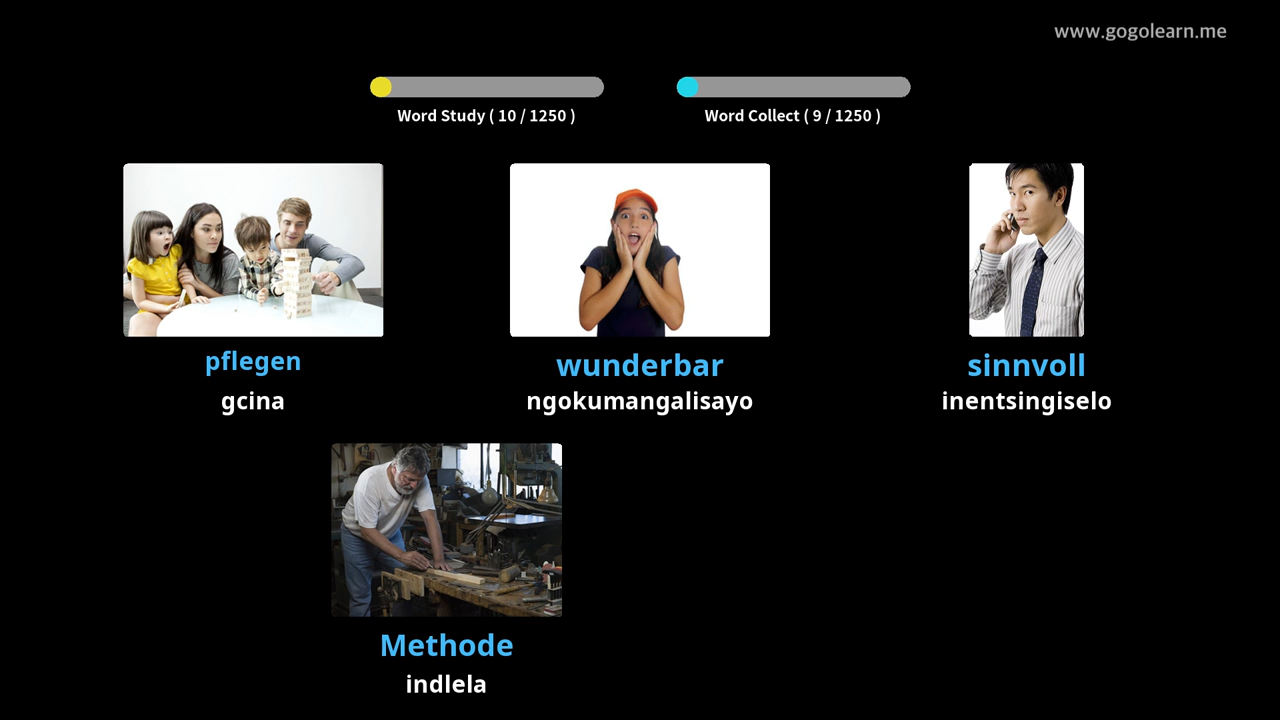 www.gogolearn.me
Word Study ( 10 / 1250 )
Word Collect ( 9 / 1250 )
pflegen
gcina
wunderbar
ngokumangalisayo
sinnvoll
inentsingiselo
Methode
indlela